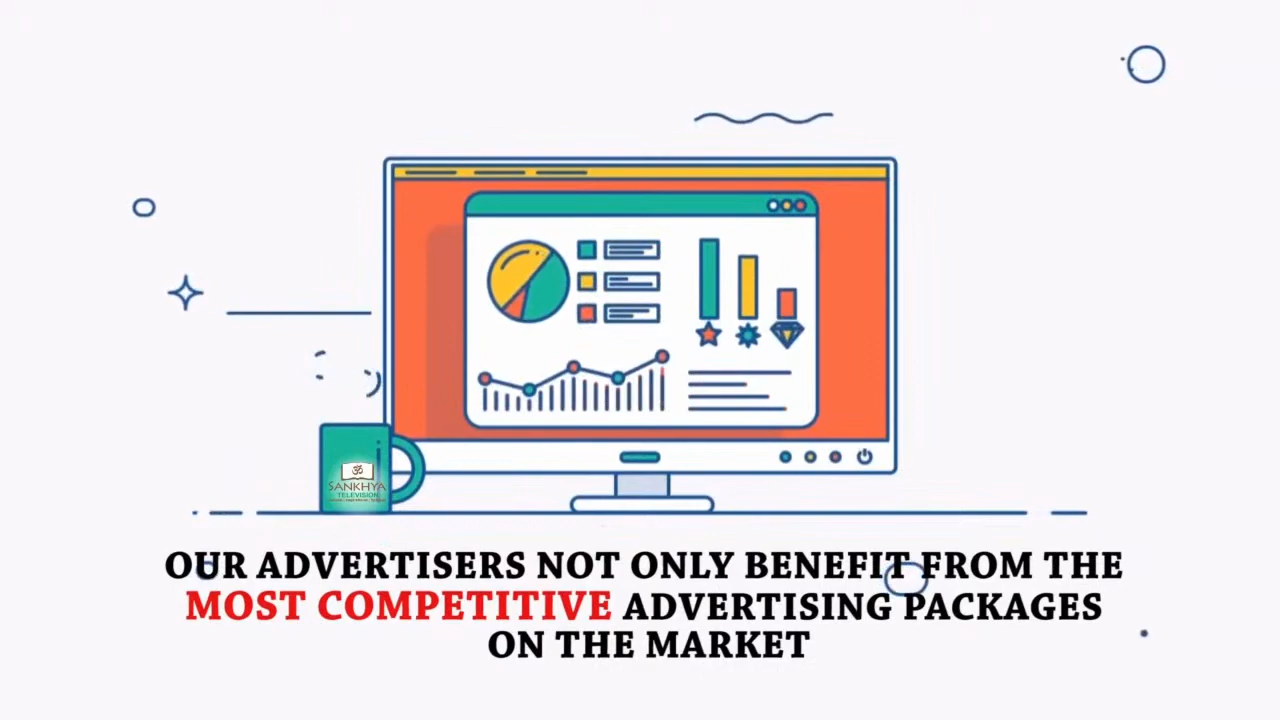 ॐ
SANKHYA
TELEVISION
OUR ADVERTISERS NOT ONLY BENEFIT FROM THE
MOST COMPETITIVE ADVERTISING PACKAGES
ON THE MARKET